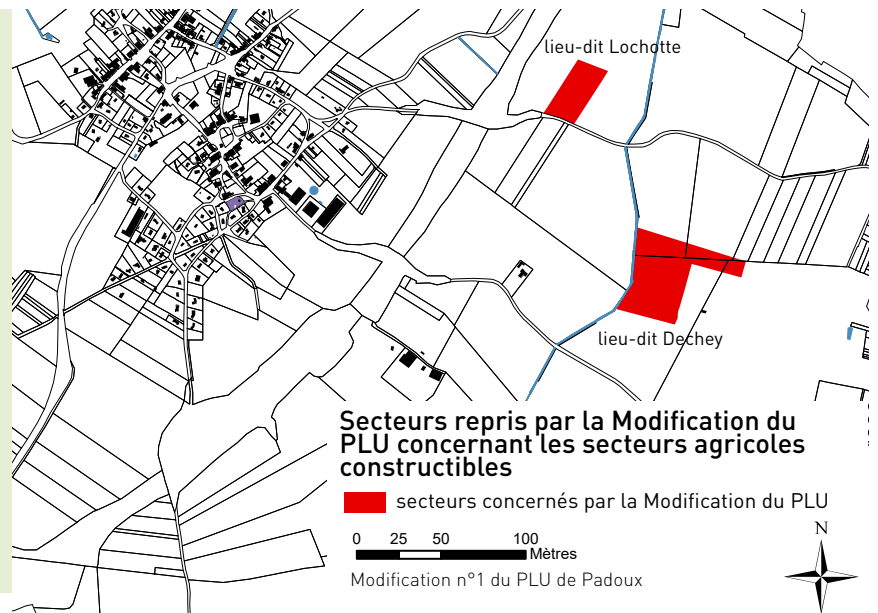 lieu-dit Lochotte
lieu-dit Dechey
Secteurs repris par la Modification du
PLU concernant les secteurs agricoles
constructibles
secteurs concernés par la Modification du PLU
0 25 50 100
Mètres
Modification n°1 du PLU de Padoux
N